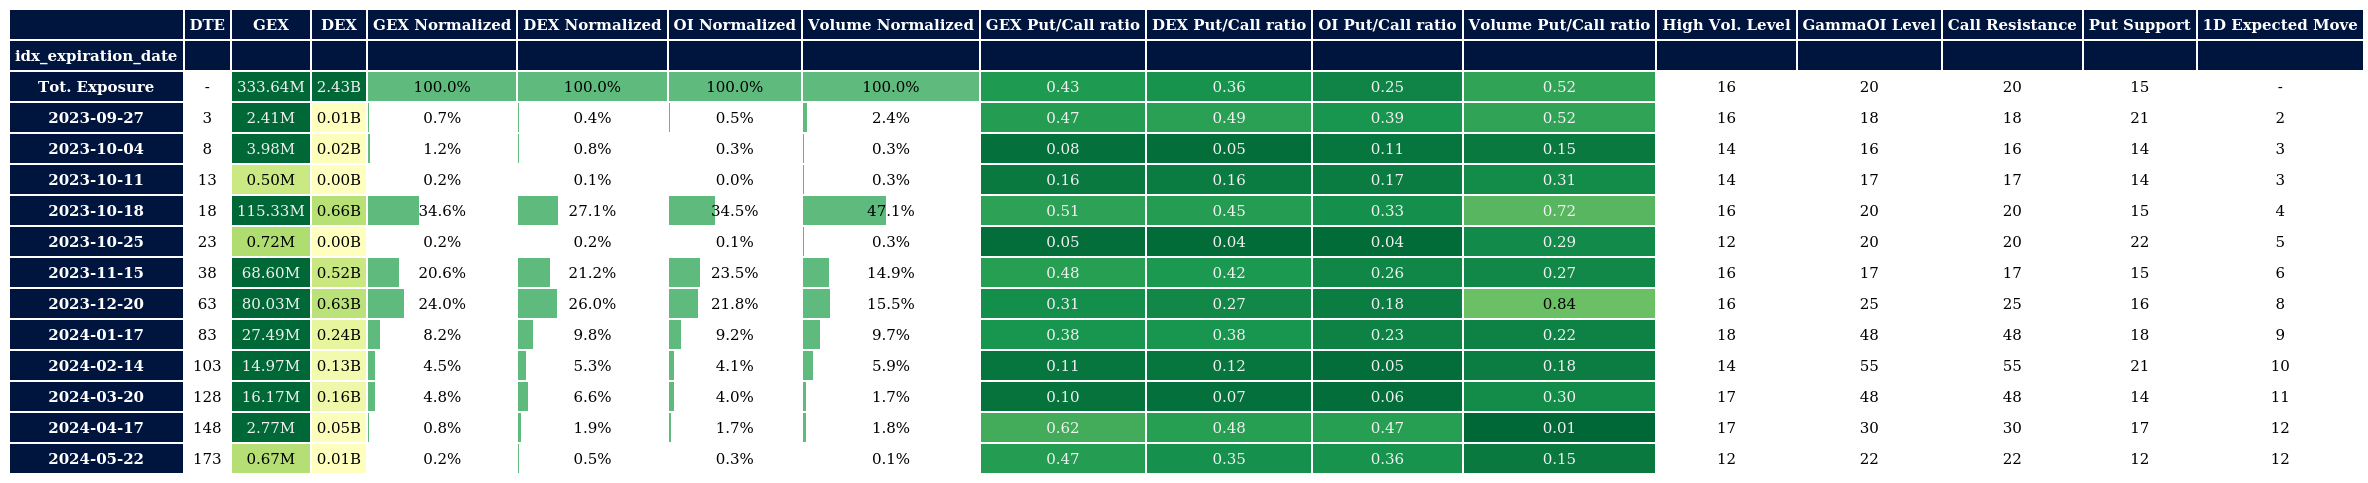 DTE GEX DEX GEX Normalized DEX Normalized OI Normalized Volume Normalized GEX Put/Call ratio DEX Put/Call ratio OI Put/Call ratio Volume Put/Call ratio High Vol. Level GammaOI Level Call Resistance Put Support 1D Expected Move
idx_expiration_date
Tot. Exposure - 333.64M 2.43B 100.0% 100.0% 100.0% 100.0% 0.43 0.36 0.25 0.52 16 20 20 15 -
2023-09-27 3 2.41M 0.01B 0.7% 0.4% 0.5% 2.4% 0.47 0.49 0.39 0.52 16 18 18 21 2
2023-10-04 8 3.98M 0.02B 1.2% 0.8% 0.3% 0.3% 0.08 0.05 0.11 0.15 14 16 16 14 3
2023-10-11 13 0.50M 0.00B 0.2% 0.1% 0.0% 0.3% 0.16 0.16 0.17 0.31 14 17 17 14 3
2023-10-18 18 115.33M 0.66B 34.6% 27.1% 34.5% 47.1% 0.51 0.45 0.33 0.72 16 20 20 15 4
2023-10-25 23 0.72M 0.00B 0.2% 0.2% 0.1% 0.3% 0.05 0.04 0.04 0.29 12 20 20 22 5
2023-11-15 38 68.60M 0.52B 20.6% 21.2% 23.5% 14.9% 0.48 0.42 0.26 0.27 16 17 17 15 6
2023-12-20 63 80.03M 0.63B 24.0% 26.0% 21.8% 15.5% 0.31 0.27 0.18 0.84 16 25 25 16 8
2024-01-17 83 27.49M 0.24B 8.2% 9.8% 9.2% 9.7% 0.38 0.38 0.23 0.22 18 48 48 18 9
2024-02-14 103 14.97M 0.13B 4.5% 5.3% 4.1% 5.9% 0.11 0.12 0.05 0.18 14 55 55 21 10
2024-03-20 128 16.17M 0.16B 4.8% 6.6% 4.0% 1.7% 0.10 0.07 0.06 0.30 17 48 48 14 11
2024-04-17 148 2.77M 0.05B 0.8% 1.9% 1.7% 1.8% 0.62 0.48 0.47 0.01 17 30 30 17 12
2024-05-22 173 0.67M 0.01B 0.2% 0.5% 0.3% 0.1% 0.47 0.35 0.36 0.15 12 22 22 12 12